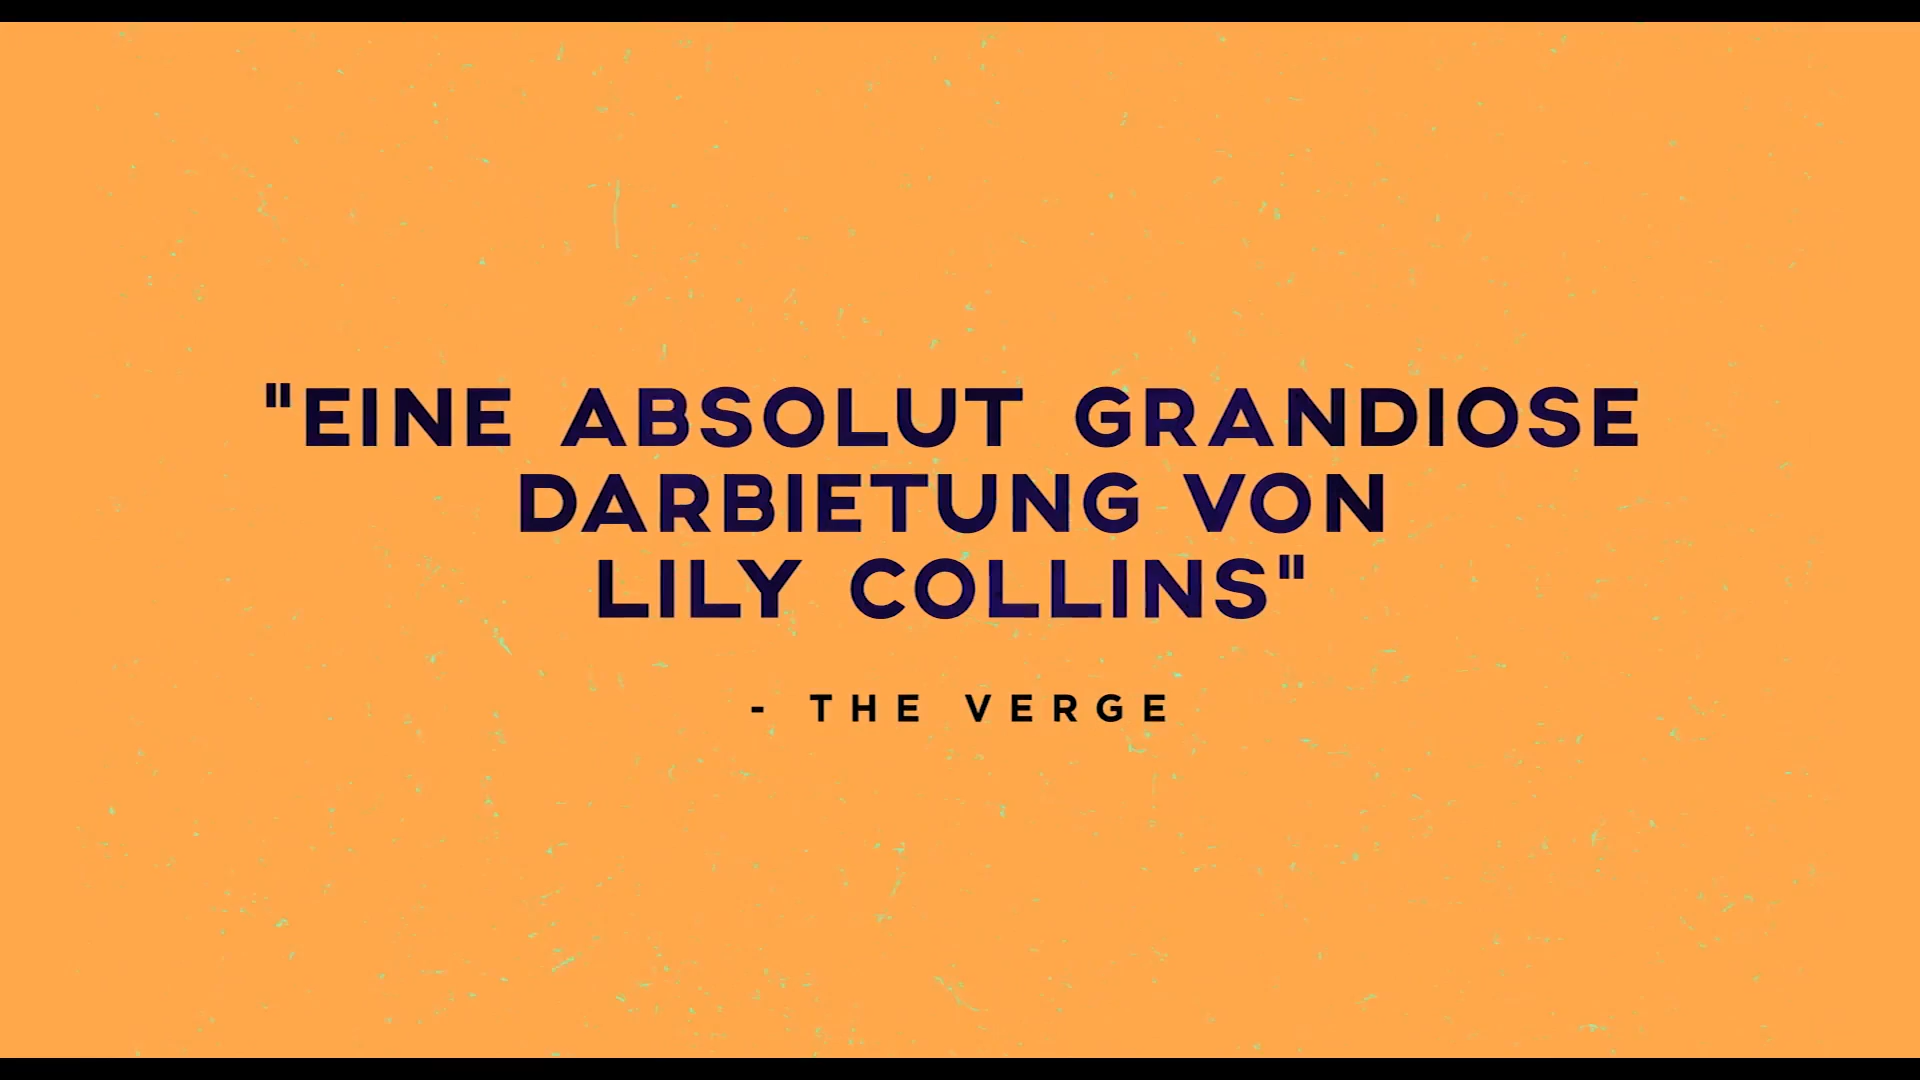 "EINE ABSOLUT GRANDIOSE
DARBIETUNG VON
LILY COLLINS"
- THE VERGE